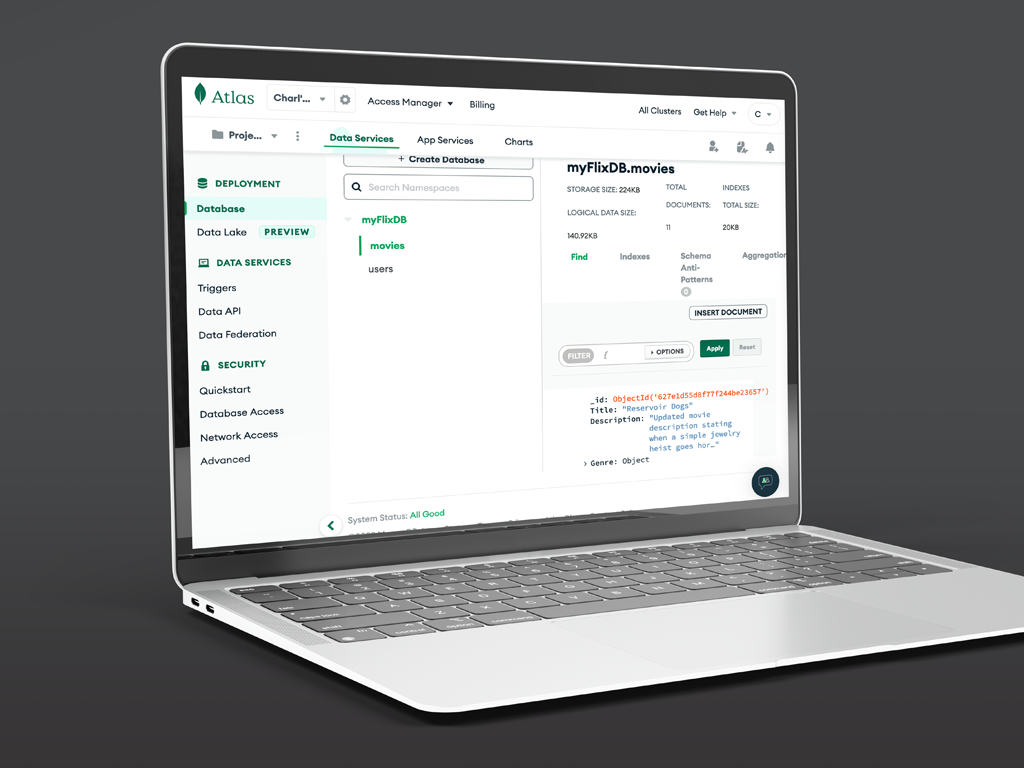 Atlas
Charl'...
Access Manager
Billing
All Clusters
Get Help
C
Proje...
Data Services
App Services
Charts
DEPLOYMENT
Database
Data Lake PREVIEW
DATA SERVICES
Triggers
Data API
Data Federation
SECURITY
Quickstart
Database Access
Network Access
Advanced
+ Create Database
Search Namespaces
myFlixDB
movies
users
myFlixDB.movies
STORAGE SIZE: 224KB
LOGICAL DATA SIZE:
140.92KB
TOTAL
DOCUMENTS:
11
INDEXES
TOTAL SIZE:
20KB
Find
Indexes
Schema
Anti-
Patterns
0
Aggregation
INSERT DOCUMENT
FILTER {
OPTIONS
Apply
Reset
_id: ObjectId('627e1d55d8f77f244be23657')
Title: "Reservoir Dogs"
Description: "Updated movie
description stating
when a simple jewelry
heist goes hor…"
Genre: Object
System Status: All Good